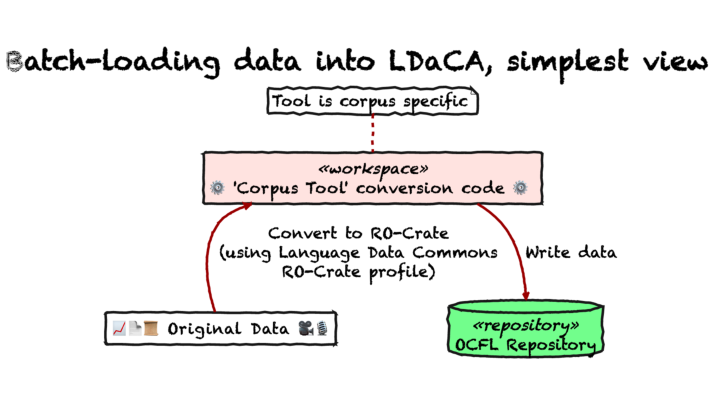 Batch-loading data into LDaCA, simplest view
Tool is corpus specific
«workspace»
'Corpus Tool' conversion code
Convert to RO-Crate
(using Language Data Commons
RO-Crate profile)
Write data
Original Data
«repository»
OCFL Repository